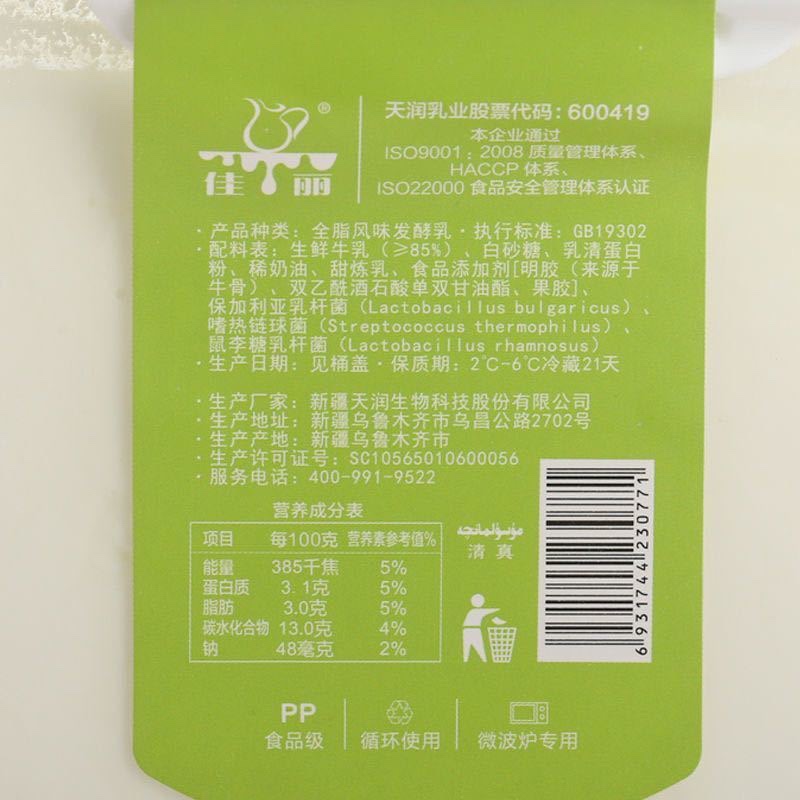 佳丽®
天润乳业股票代码：600419
本企业通过
ISO9001：2008 质量管理体系、
HACCP 体系、
ISO22000 食品安全管理体系认证
·产品种类：全脂风味发酵乳·执行标准：GB19302
·配料表：生鲜牛乳（≥85%）、白砂糖、乳清蛋白
粉、稀奶油、甜炼乳、食品添加剂[明胶（来源于
牛骨）、双乙酰酒石酸单双甘油酯、果胶]、
保加利亚乳杆菌（Lactobacillus bulgaricus）、
嗜热链球菌（Streptococcus thermophilus）、
鼠李糖乳杆菌（Lactobacillus rhamnosus）
·生产日期：见桶盖·保质期：2℃-6℃冷藏21天
·生产厂家：新疆天润生物科技股份有限公司
·生产地址：新疆乌鲁木齐市乌昌公路2702号
·生产产地：新疆乌鲁木齐市
·生产许可证号：SC10565010600056
·服务电话：400-991-9522
营养成分表
项目 每100克 营养素参考值%
能量 385千焦 5%
蛋白质 3.1克 5%
脂肪 3.0克 5%
碳水化合物 13.0克 4%
钠 48毫克 2%
مۇسۇلمانچە
清真
6931744230771
PP
食品级
循环使用
微波炉专用